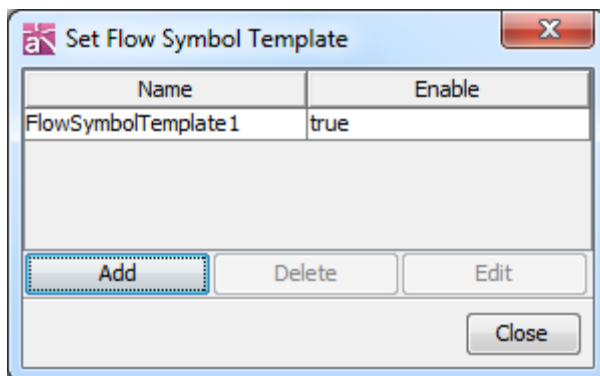 Set Flow Symbol Template
Name Enable
FlowSymbolTemplate1 true
Add Delete Edit
Close